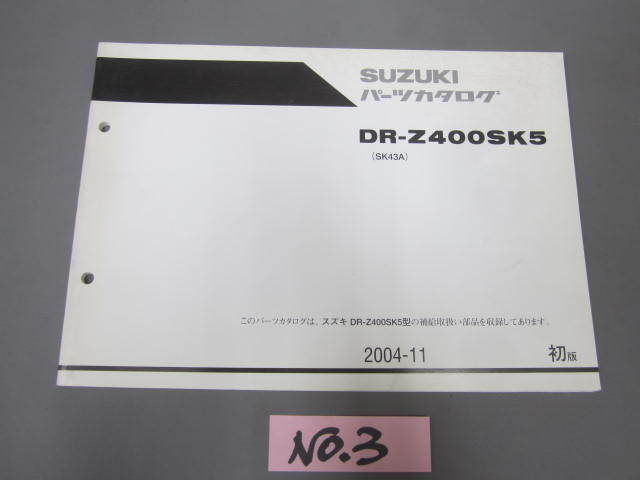 SUZUKI
パーツカタログ
DR-Z400SK5
(SK43A)
このパーツカタログは、スズキ DR-Z400SK5型の補給取扱い部品を収録してあります。
2004-11
初版
NO.3